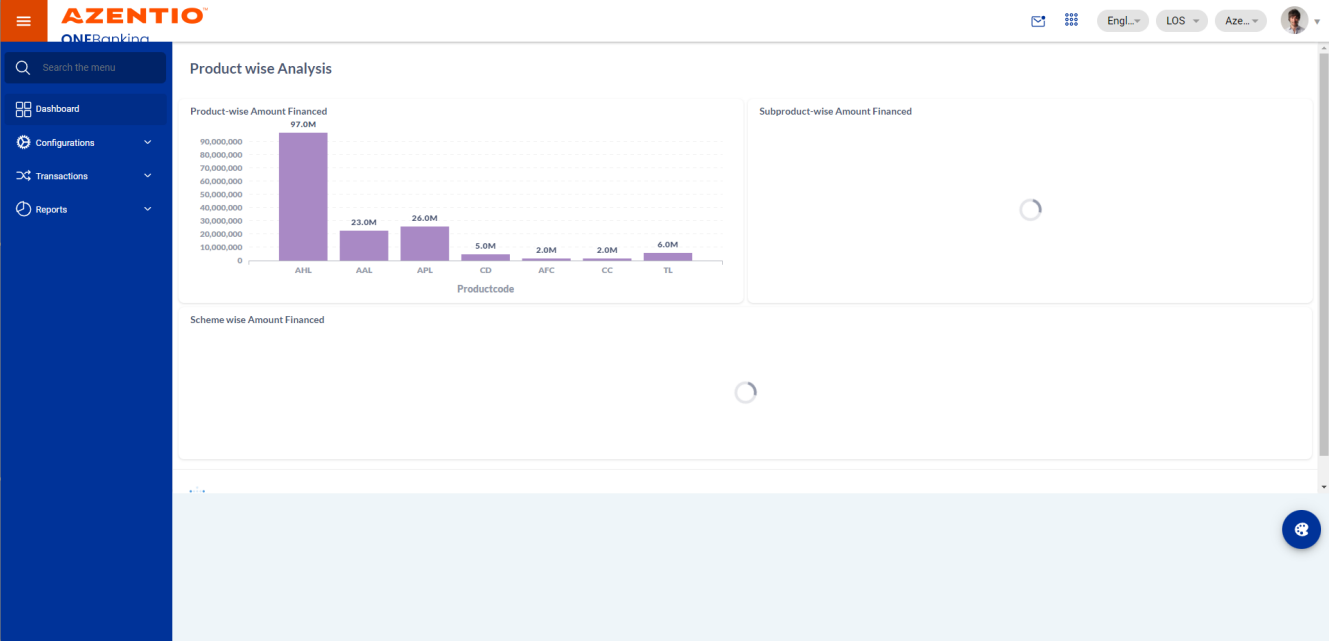 AZENTIO™
ONEBanking
Engl...
LOS
Aze...
Search the menu
Dashboard
Configurations
Transactions
Reports
Product wise Analysis
Product-wise Amount Financed
97.0M
90,000,000
80,000,000
70,000,000
60,000,000
50,000,000
40,000,000
30,000,000
20,000,000
10,000,000
0
23.0M
26.0M
5.0M
2.0M
2.0M
6.0M
AHL AAL APL CD AFC CC TL
Productcode
Subproduct-wise Amount Financed
Scheme wise Amount Financed